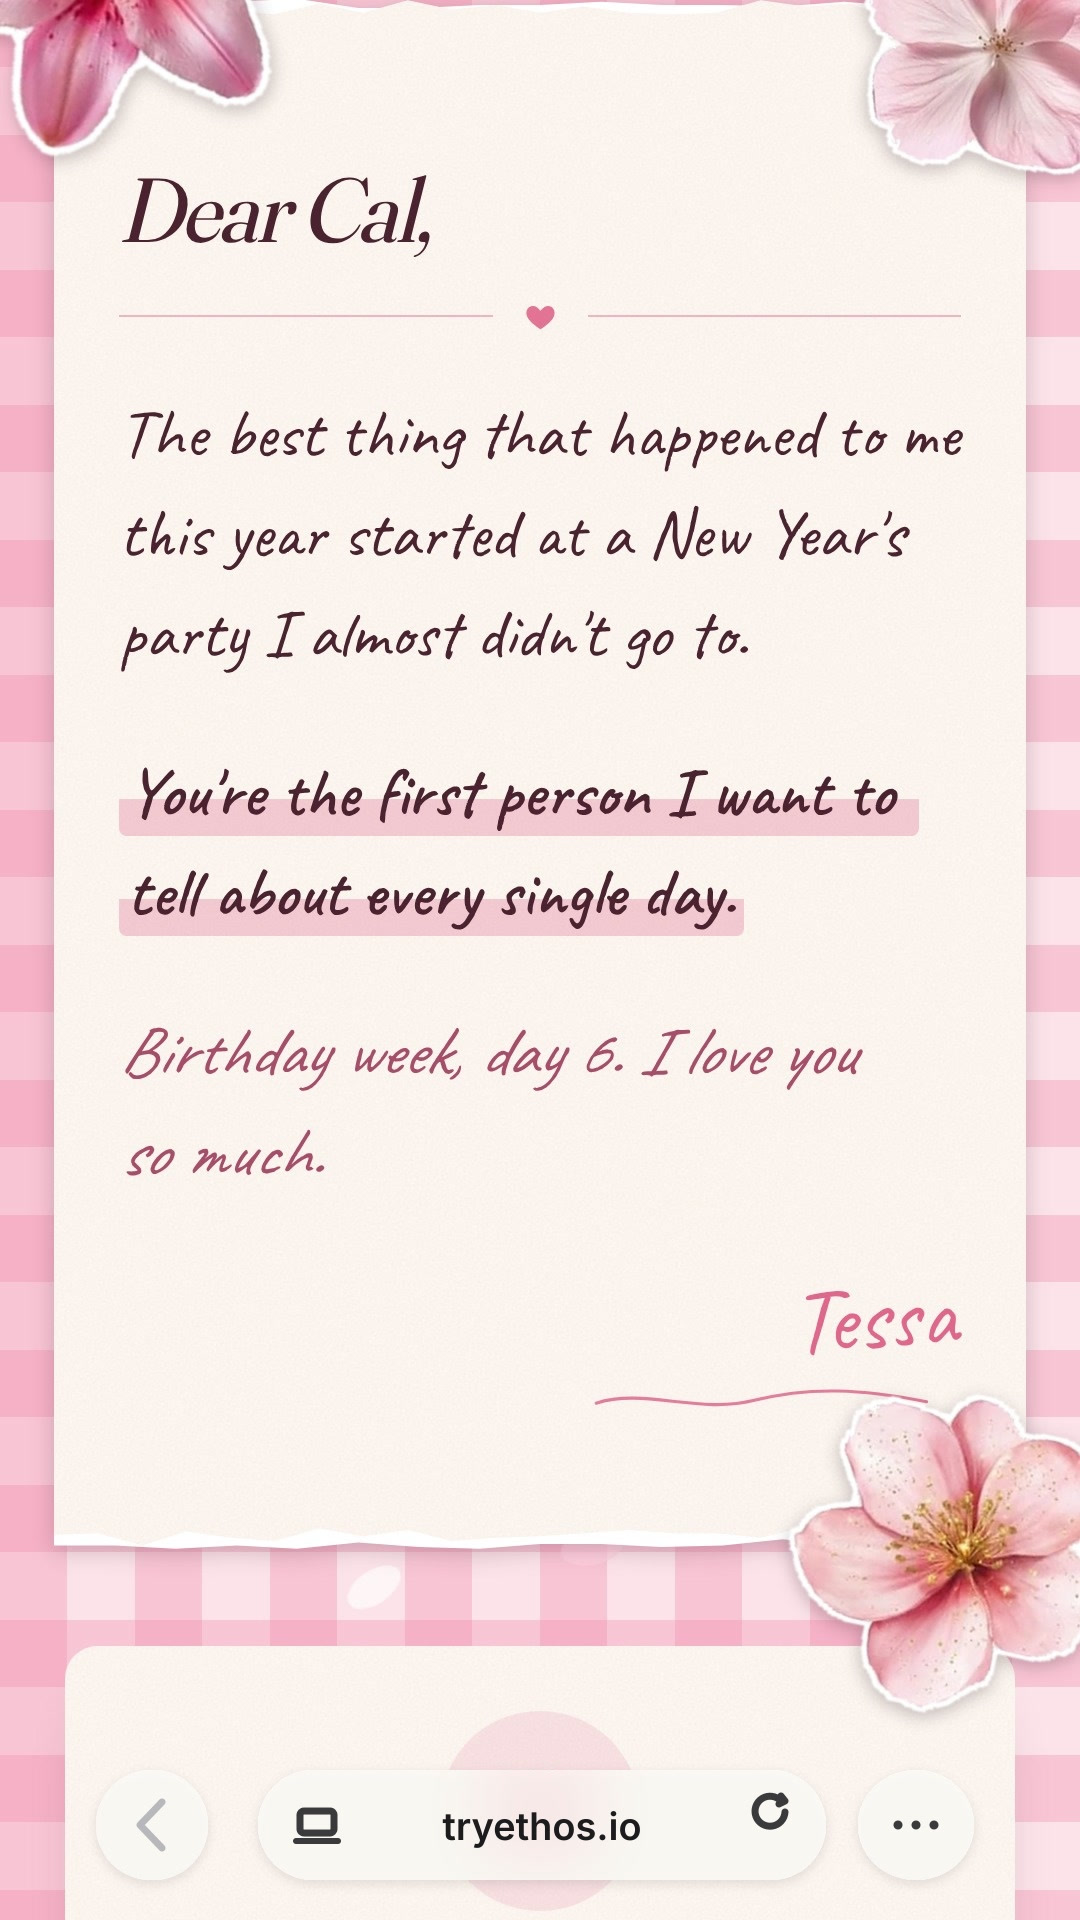 Dear Cal,
The best thing that happened to me
this year started at a New Year's
party I almost didn't go to.
You're the first person I want to
tell about every single day.
Birthday week, day 6. I love you
so much.
Tessa
tryethos.io